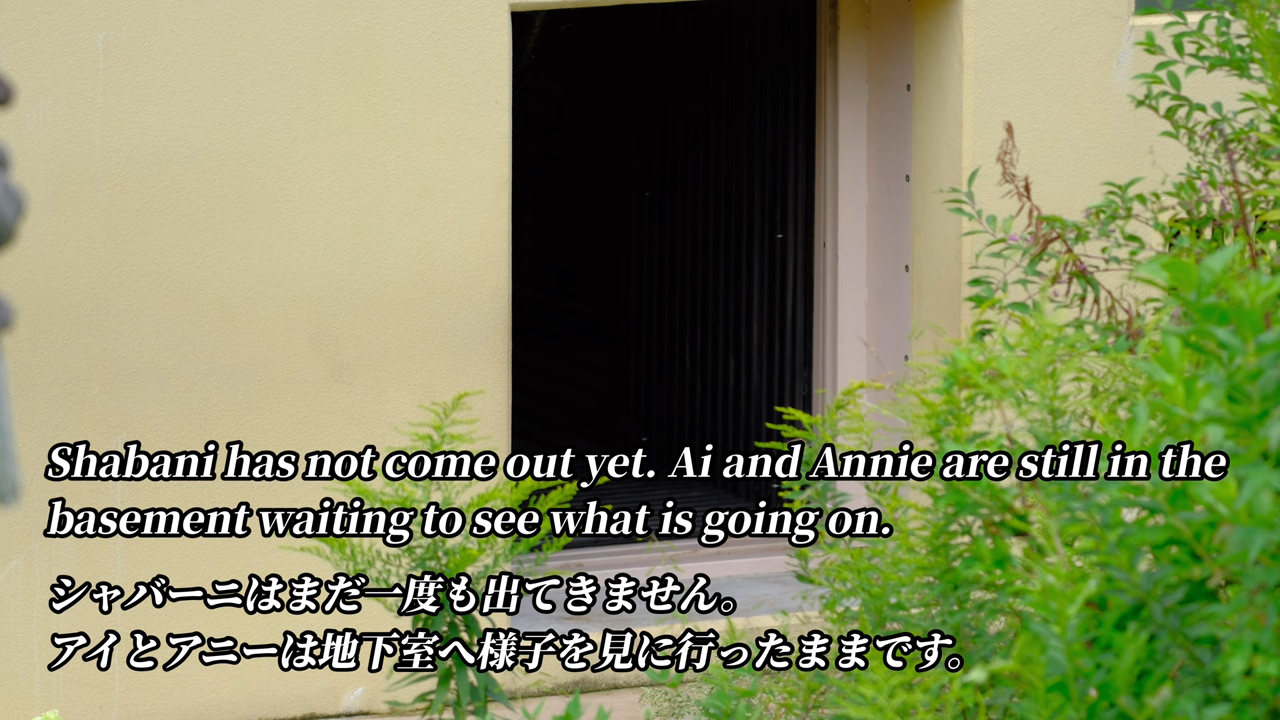 Shabani has not come out yet. Ai and Annie are still in the
basement waiting to see what is going on.
シャバーニはまだ一度も出てきません。
アイとアニーは地下室へ様子を見に行ったままです。